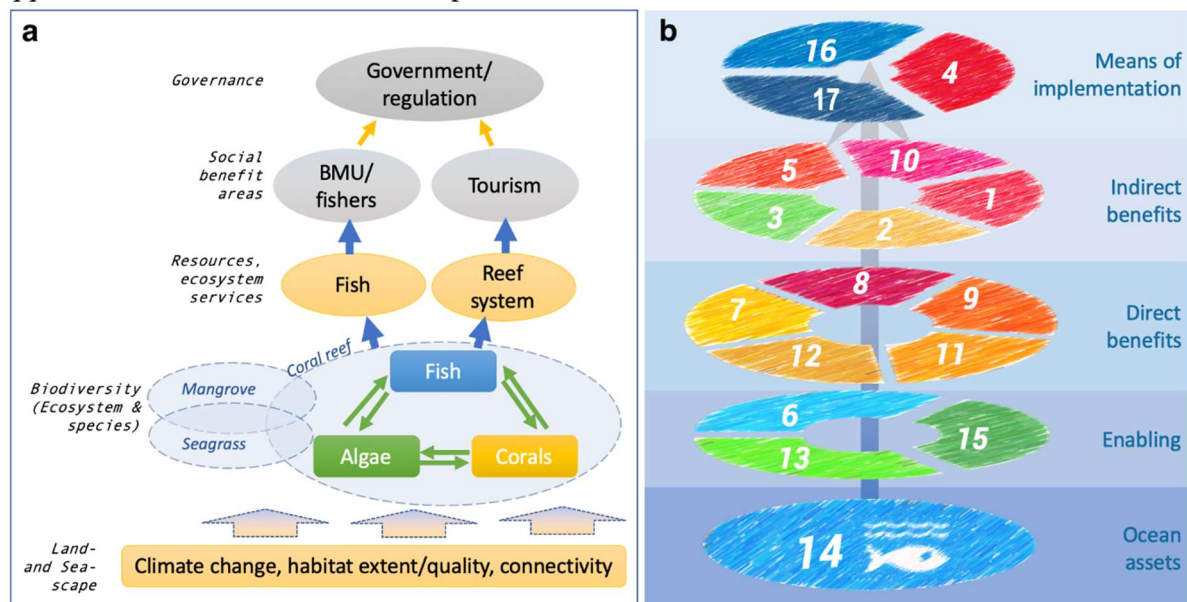 a
Governance
Government/
regulation
Social
benefit
areas
BMU/
fishers
Tourism
Resources,
ecosystem
services
Fish
Reef
system
Coral reef
Fish
Biodiversity
(Ecosystem &
species)
Mangrove
Seagrass
Algae
Corals
Land-
and Sea-
scape
Climate change, habitat extent/quality, connectivity
b
16
4
17
Means of
implementation
5
10
3
1
2
Indirect
benefits
8
7
9
12
11
Direct
benefits
6
15
13
Enabling
14
Ocean
assets